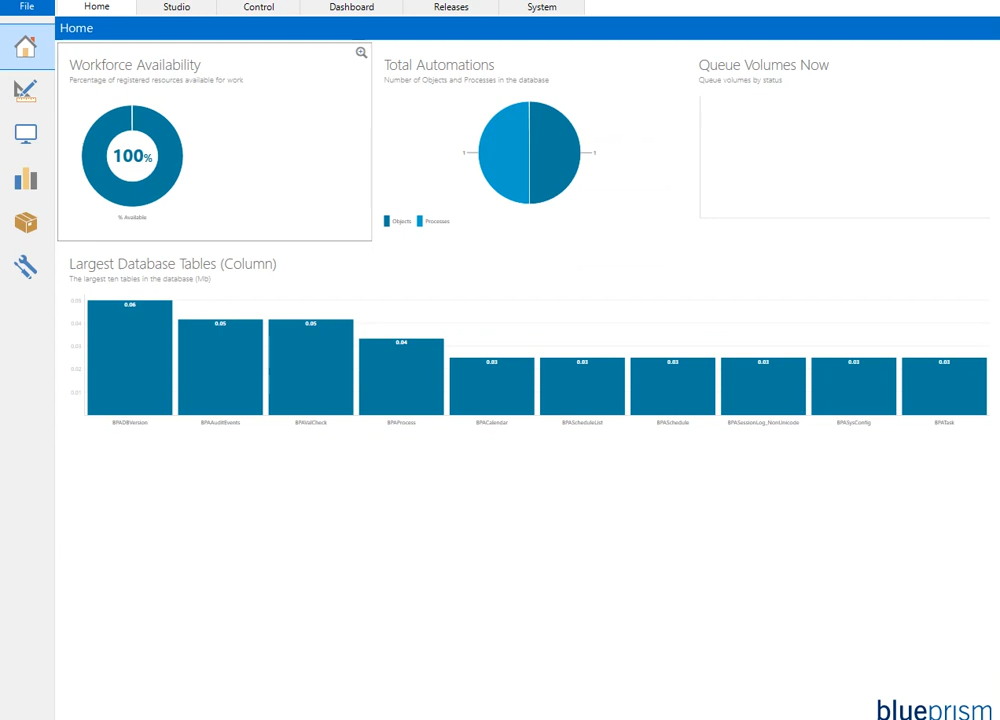 File Home Studio Control Dashboard Releases System
Home
Workforce Availability
Percentage of registered resources available for work
100%
% Available
Total Automations
Number of Objects and Processes in the database
1 1
Objects Processes
Queue Volumes Now
Queue volumes by status
Largest Database Tables (Column)
The largest ten tables in the database (Mb)
0.05
0.04
0.03
0.02
0.01
0.06 0.05 0.05 0.04 0.03 0.03 0.03 0.03 0.03 0.03
BPADBVersion BPAAuditEvents BPAValCheck BPAProcess BPACalendar BPAScheduleList BPASchedule BPASessionLog_NonUnicode BPASysConfig BPATask
blueprism